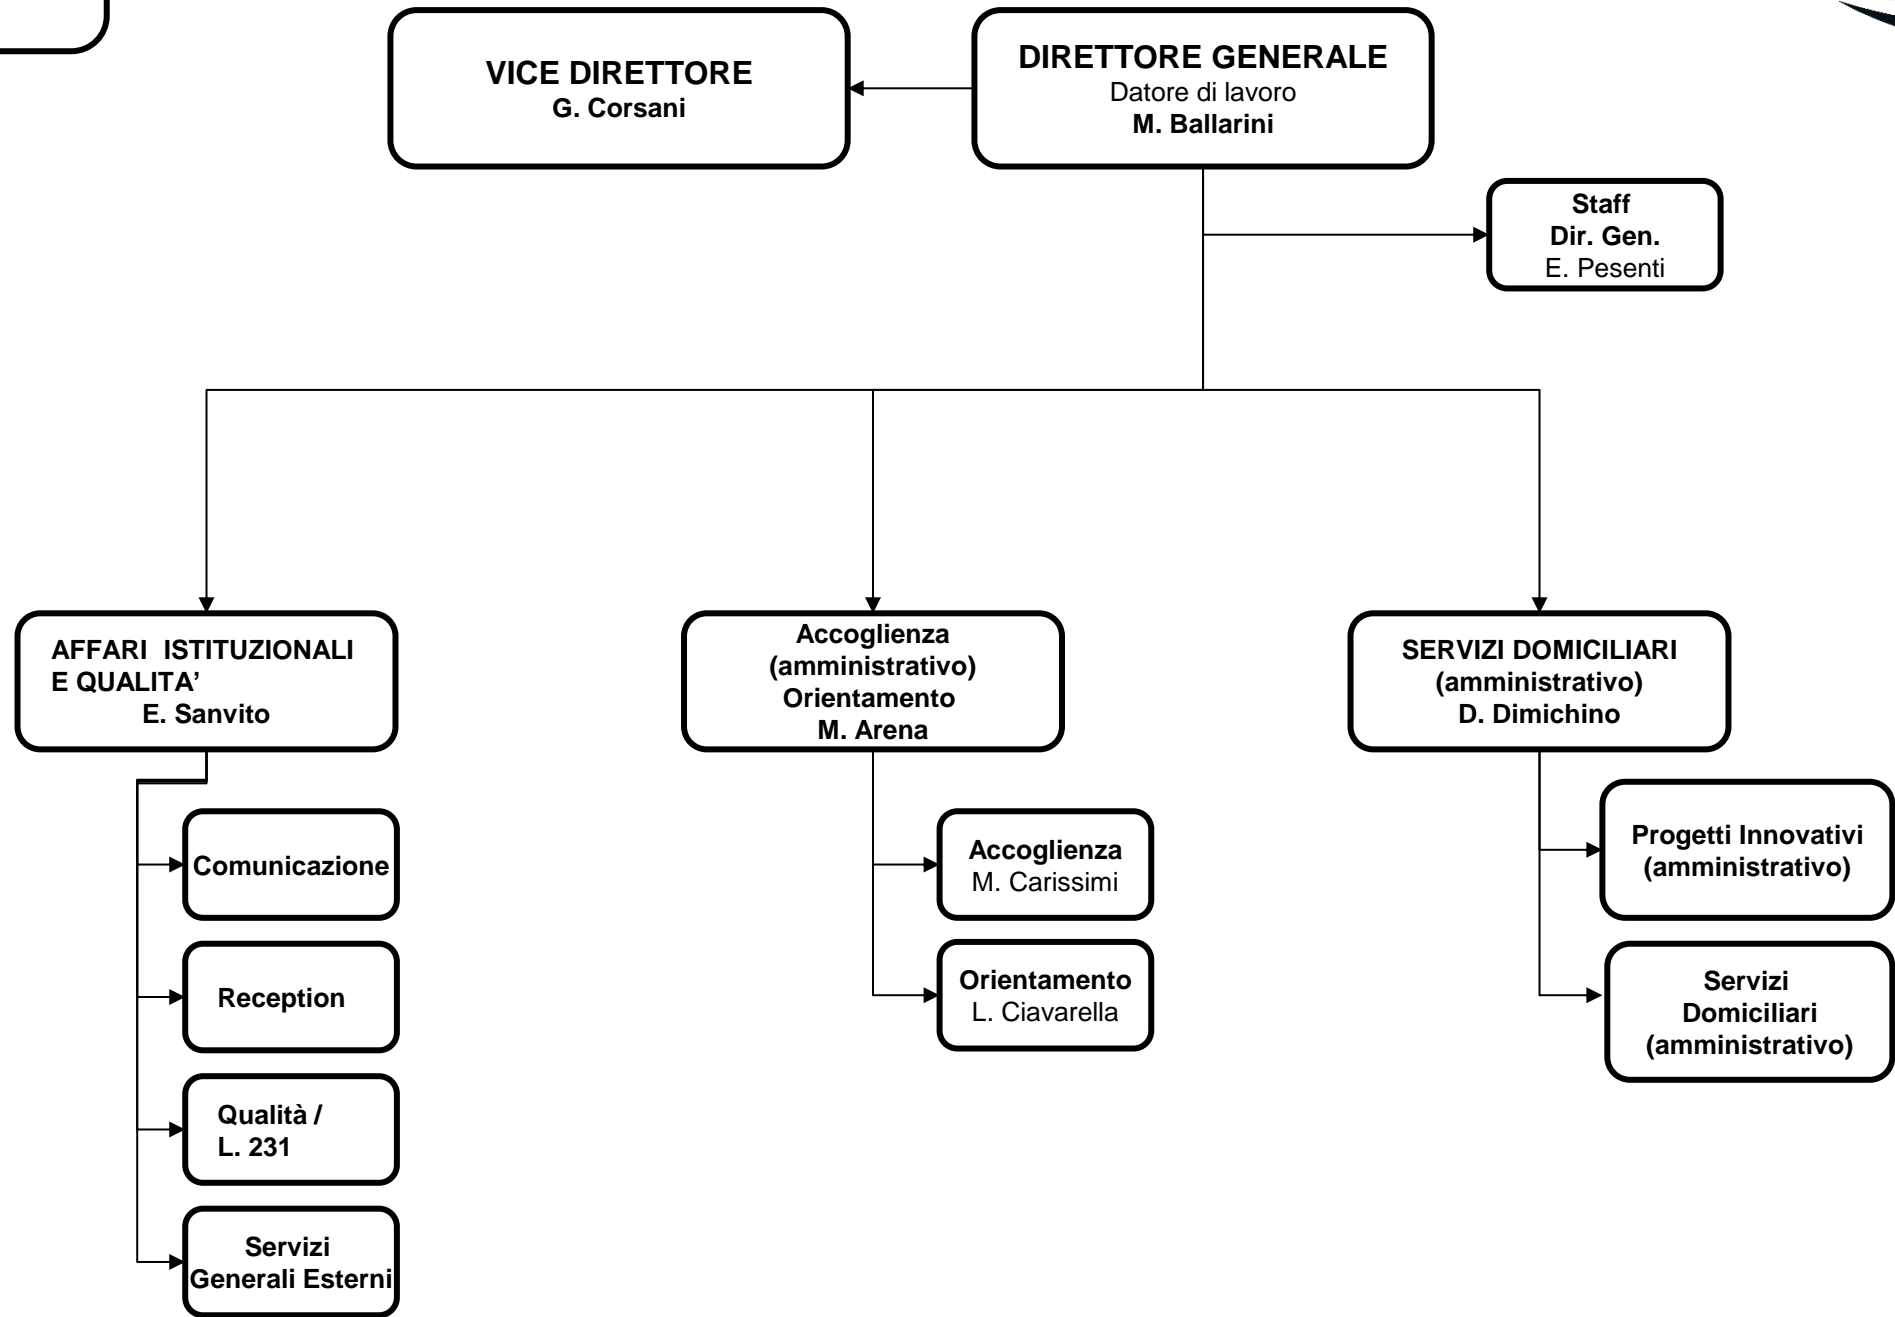 VICE DIRETTORE
G. Corsani
DIRETTORE GENERALE
Datore di lavoro
M. Ballarini
Staff
Dir. Gen.
E. Pesenti
AFFARI ISTITUZIONALI
E QUALITA’
E. Sanvito
Accoglienza
(amministrativo)
Orientamento
M. Arena
SERVIZI DOMICILIARI
(amministrativo)
D. Dimichino
Comunicazione
Reception
Qualità /
L. 231
Servizi
Generali Esterni
Accoglienza
M. Carissimi
Orientamento
L. Ciavarella
Progetti Innovativi
(amministrativo)
Servizi
Domiciliari
(amministrativo)